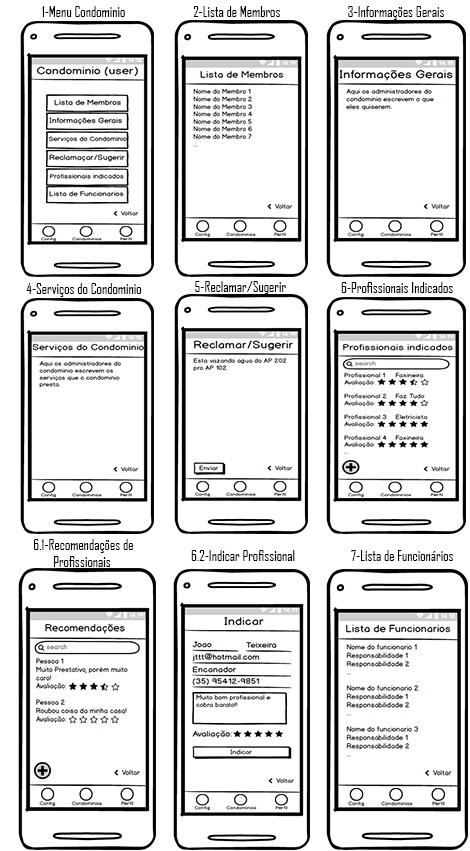 1-Menu Condominio
Condominio (user)
Lista de Membros
Informações Gerais
Serviços do Condominio
Reclamaçar/Sugerir
Profissionais indicados
Lista de Funcionarios
< Voltar
Config Condominios Perfil
2-Lista de Membros
Lista de Membros
Nome do Membro 1
Nome do Membro 2
Nome do Membro 3
Nome do Membro 4
Nome do Membro 5
Nome do Membro 6
Nome do Membro 7
...
< Voltar
Config Condominios Perfil
3-Informações Gerais
Informações Gerais
Aqui os administradores do
condominio escrevem o que
eles quiserem.
< Voltar
Config Condominios Perfil
4-Serviços do Condominio
Serviços do Condominio
Aqui os administradores do
condominio escrevem os
serviços que o condominio
presta.
< Voltar
Config Condominios Perfil
5-Reclamar/Sugerir
Reclamar/Sugerir
Esta vazando agua do AP 202
pro AP 102.
Enviar
< Voltar
Config Condominios Perfil
6-Profissionais Indicados
Profissionais indicados
search
Profissional 1 Faxineira
Avaliação:
Profissional 2 Faz Tudo
Avaliação:
Profissional 3 Eletricista
Avaliação:
Profissional 4 Faxineira
Avaliação:
< Voltar
Config Condominios Perfil
6.1-Recomendações de
Profissionais
Recomendações
search
Pessoa 1
Muito Prestativo, porém muito
caro!
Avaliação:
Pessoa 2
Roubou coisa da minha casa!
Avaliação:
< Voltar
Config Condominios Perfil
6.2-Indicar Profissional
Indicar
Joao Teixeira
jttt@hotmail.com
Encanador
(35) 95412-9851
Muito bom profissional e
cobra barato!!
Avaliação:
Indicar
< Voltar
Config Condominios Perfil
7-Lista de Funcionários
Lista de Funcionarios
Nome do funcionario 1
Responsabilidade 1
Responsabilidade 2
...
Nome do funcionario 2
Responsabilidade 1
Responsabilidade 2
...
Nome do funcionario 3
Responsabilidade 1
Responsabilidade 2
...
< Voltar
Config Condominios Perfil